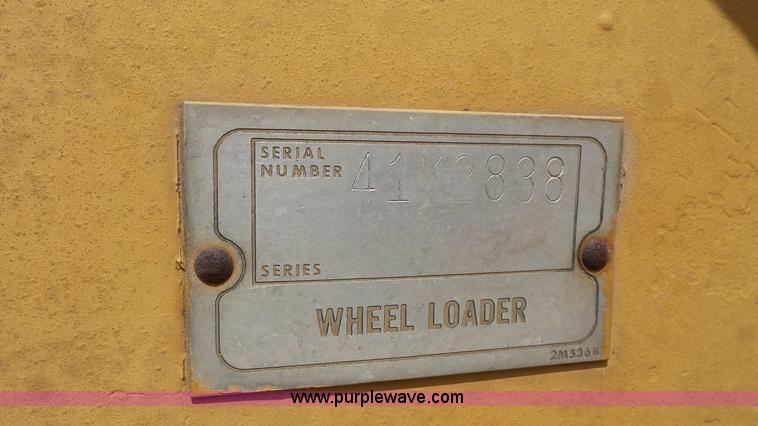 SERIAL
NUMBER 41K2838
SERIES
WHEEL LOADER
2M5368
www.purplewave.com